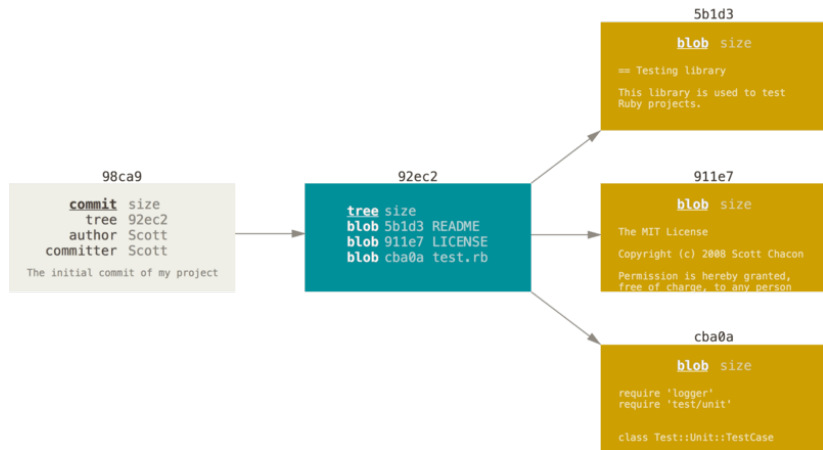 98ca9
commit size
tree 92ec2
author Scott
committer Scott
The initial commit of my project
92ec2
tree size
blob 5b1d3 README
blob 911e7 LICENSE
blob cba0a test.rb
5b1d3
blob size
== Testing library
This library is used to test
Ruby projects.
911e7
blob size
The MIT License
Copyright (c) 2008 Scott Chacon
Permission is hereby granted,
free of charge, to any person
cba0a
blob size
require 'logger'
require 'test/unit'
class Test::Unit::TestCase